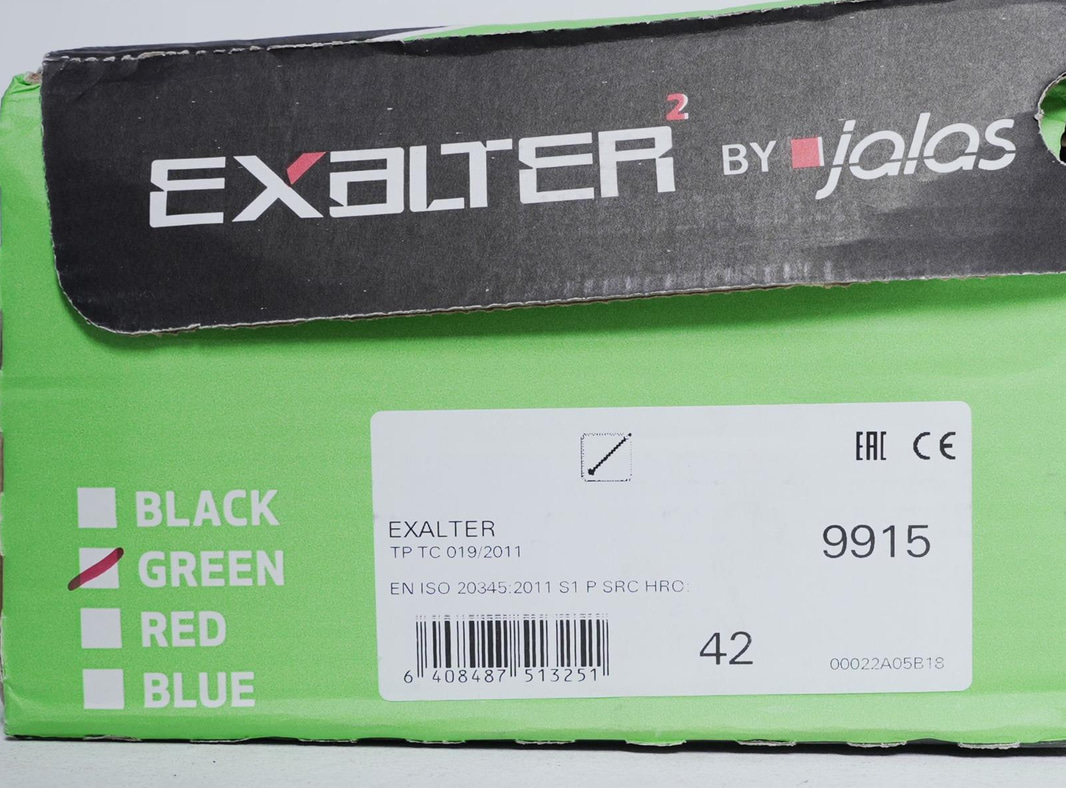 EXALTER² BY jalas
BLACK
GREEN
RED
BLUE
EAC CE
EXALTER
TP TC 019/2011
9915
EN ISO 20345:2011 S1 P SRC HRO:
6 408487 513251
42
00022A05B18